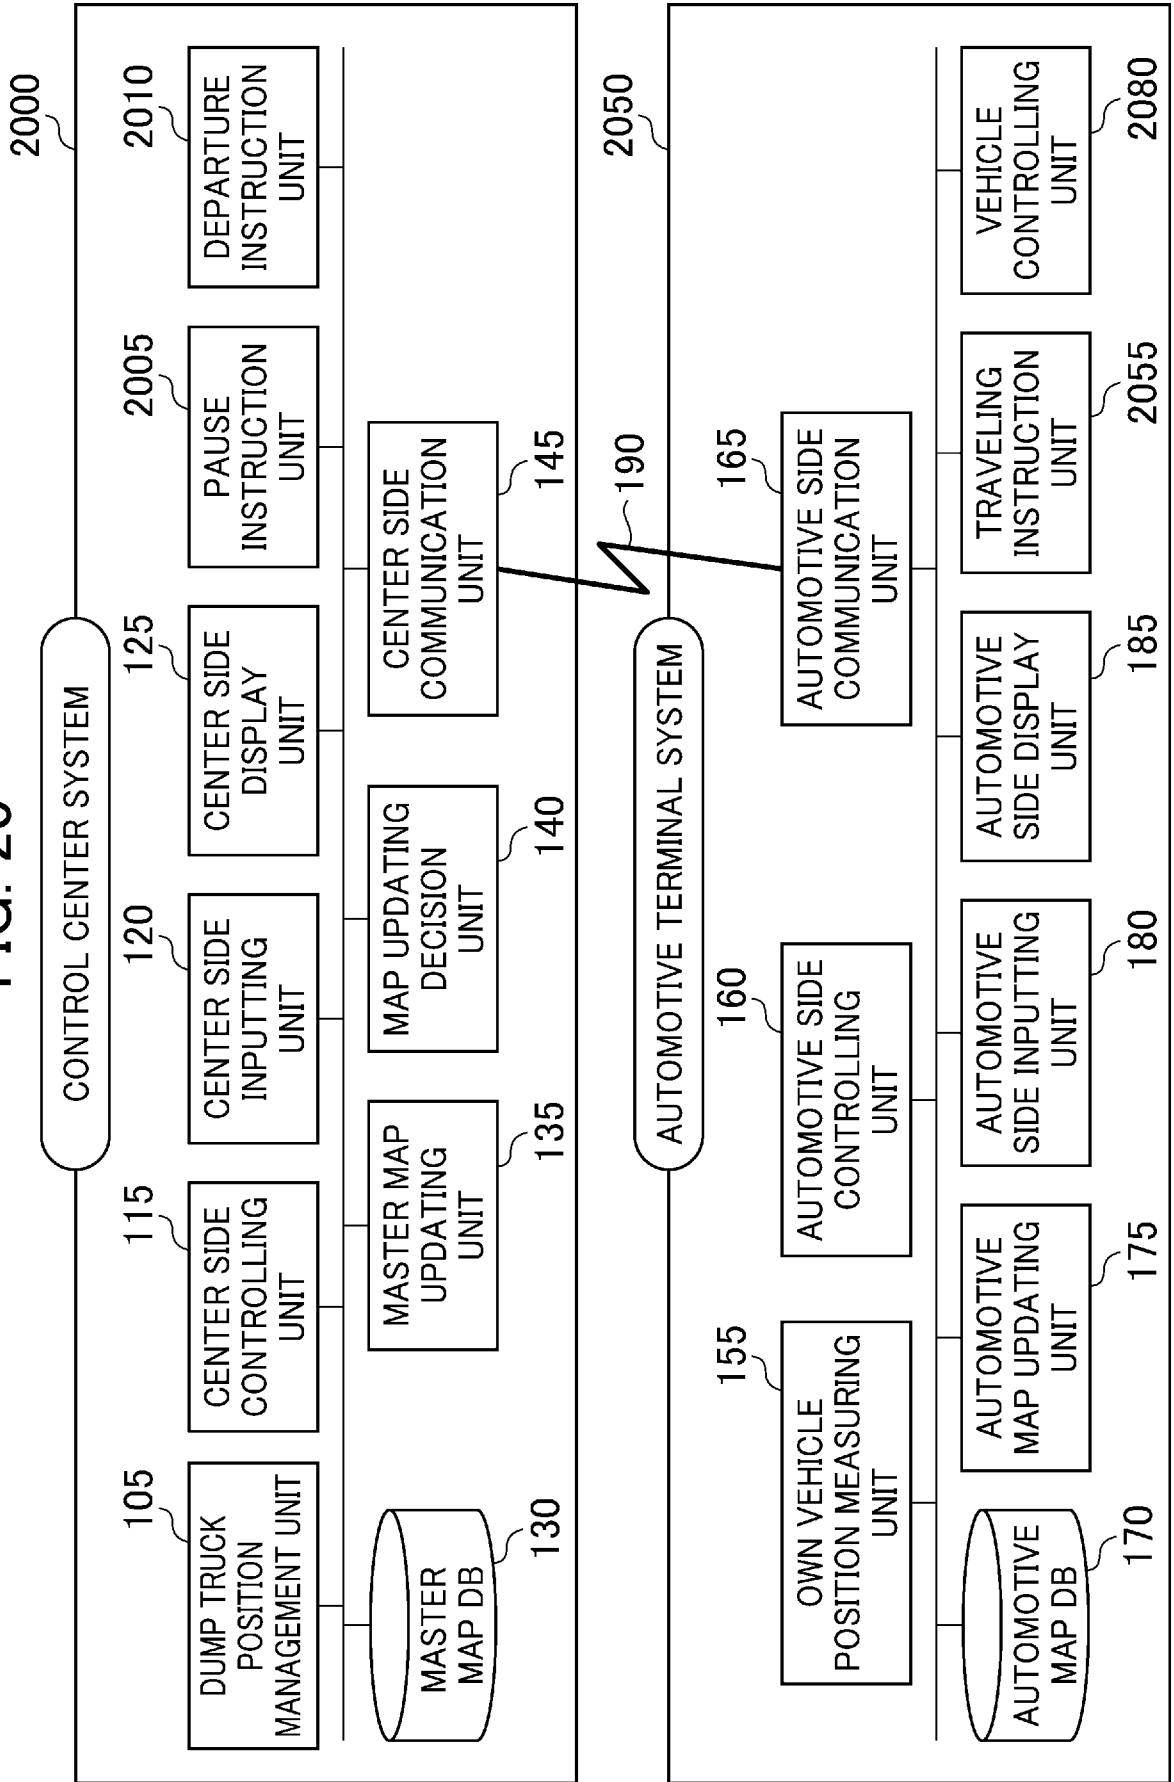 FIG. 20
CONTROL CENTER SYSTEM
2000
105
DUMP TRUCK
POSITION
MANAGEMENT UNIT
115
CENTER SIDE
CONTROLLING
UNIT
120
CENTER SIDE
INPUTTING
UNIT
125
CENTER SIDE
DISPLAY
UNIT
2005
PAUSE
INSTRUCTION
UNIT
2010
DEPARTURE
INSTRUCTION
UNIT
MASTER
MAP DB
130
MASTER MAP
UPDATING
UNIT
135
MAP UPDATING
DECISION
UNIT
140
CENTER SIDE
COMMUNICATION
UNIT
145
190
AUTOMOTIVE TERMINAL SYSTEM
2050
155
OWN VEHICLE
POSITION MEASURING
UNIT
160
AUTOMOTIVE SIDE
CONTROLLING
UNIT
165
AUTOMOTIVE SIDE
COMMUNICATION
UNIT
AUTOMOTIVE
MAP DB
170
AUTOMOTIVE
MAP UPDATING
UNIT
175
AUTOMOTIVE
SIDE INPUTTING
UNIT
180
AUTOMOTIVE
SIDE DISPLAY
UNIT
185
TRAVELING
INSTRUCTION
UNIT
2055
VEHICLE
CONTROLLING
UNIT
2080